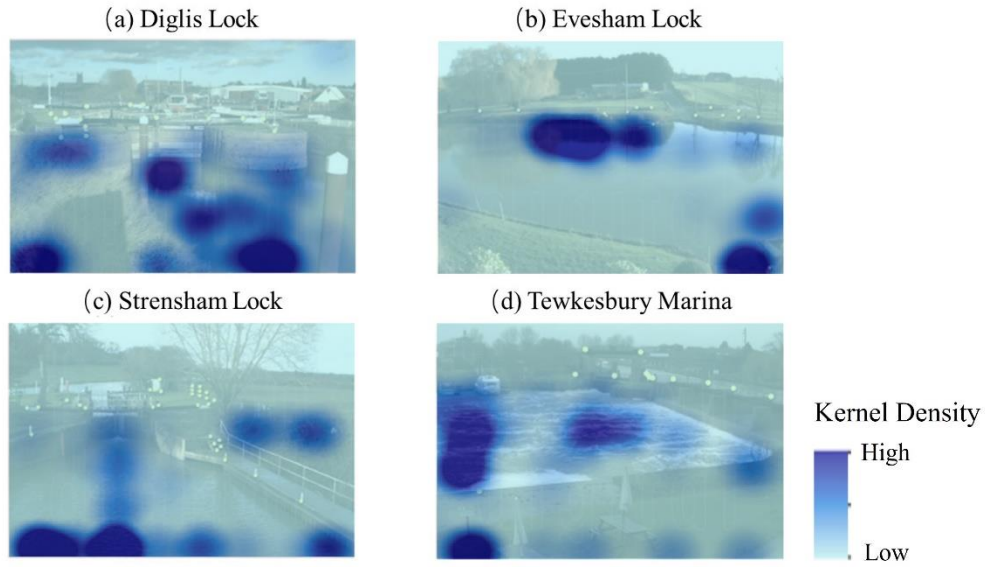 (a) Diglis Lock
(b) Evesham Lock
(c) Strensham Lock
(d) Tewkesbury Marina
Kernel Density
High
Low